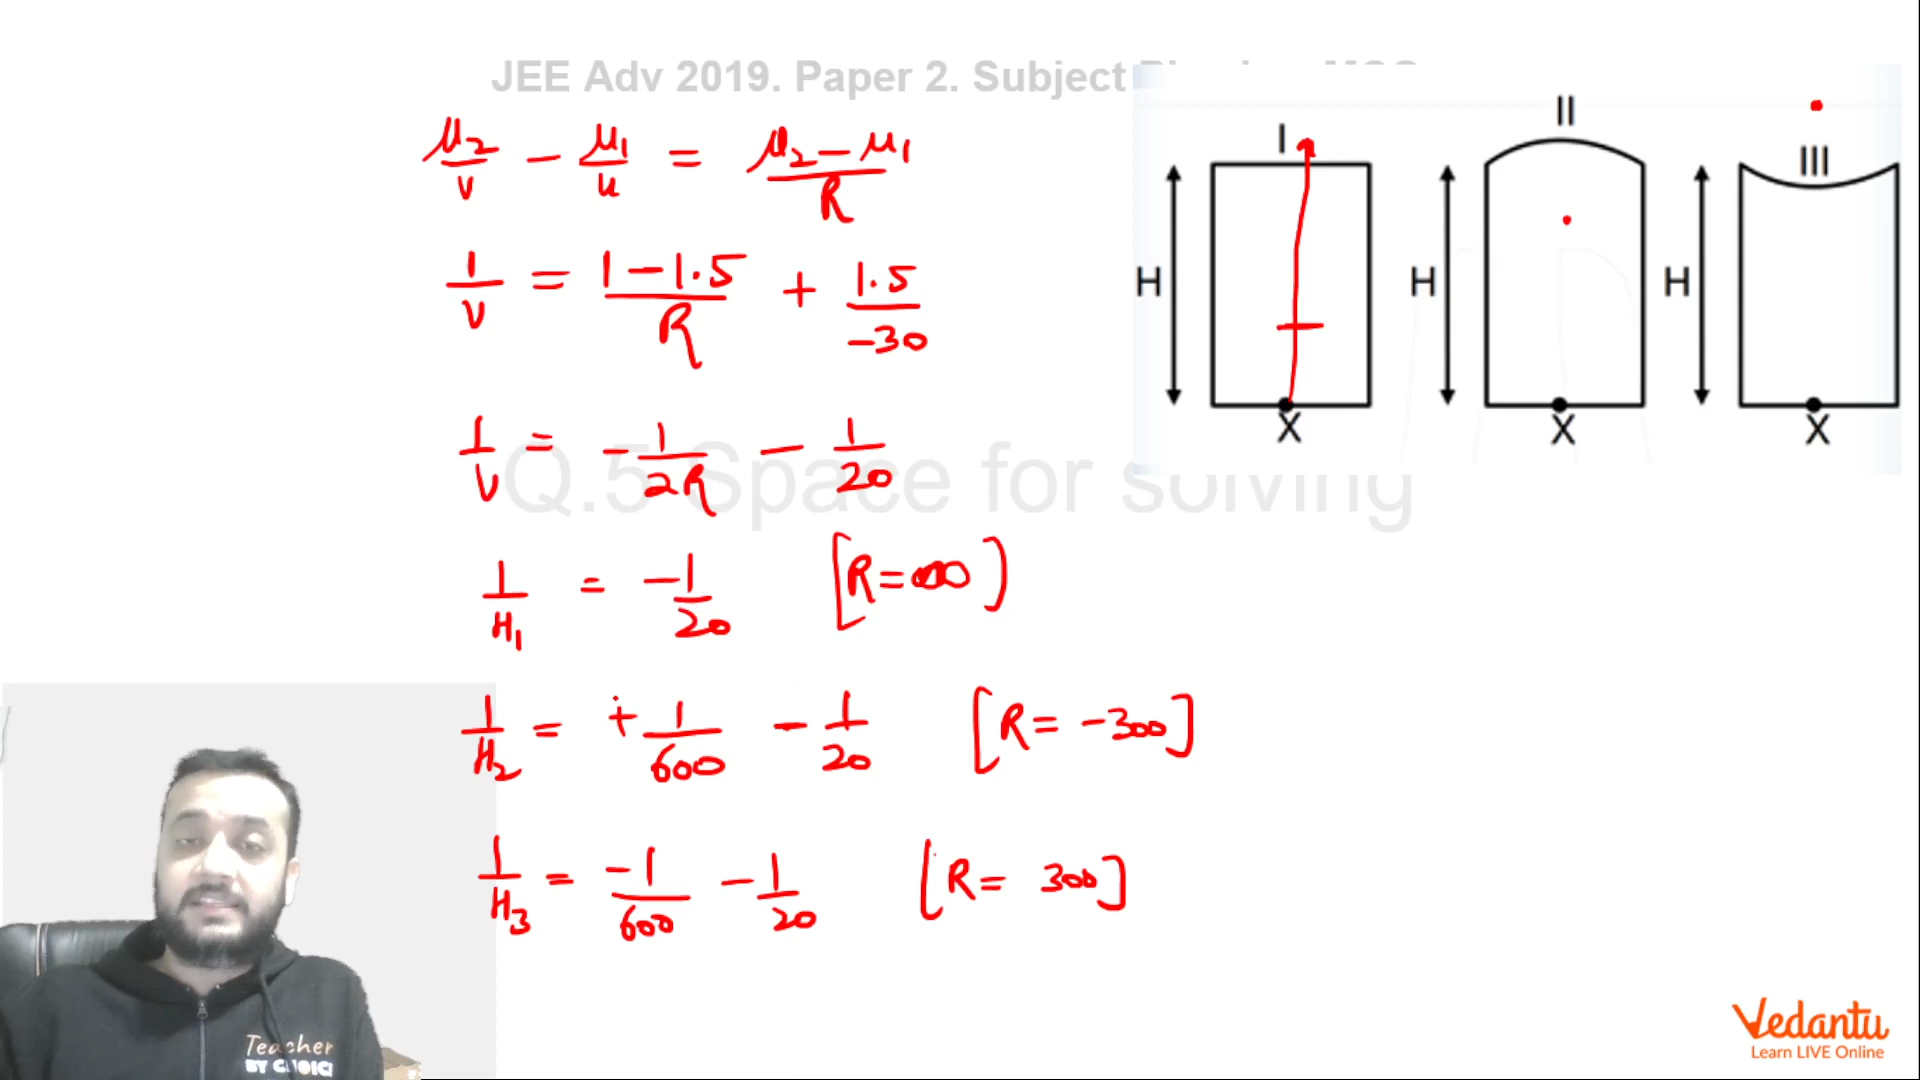 JEE Adv 2019. Paper 2. Subject
μ₂/v − μ₁/u = μ₂ − μ₁/R
1/v = 1 − 1.5/R + 1.5/−30
1/v = − 1/2R − 1/20
Q.5 Space for solving
1/H₁ = −1/20 [R = ∞]
1/H₂ = + 1/600 − 1/20 [R = −300]
1/H₃ = −1/600 − 1/20 [R = 300]
I II III
H H H
X X X
Teacher
BY CHOICE
Vedantu
Learn LIVE Online